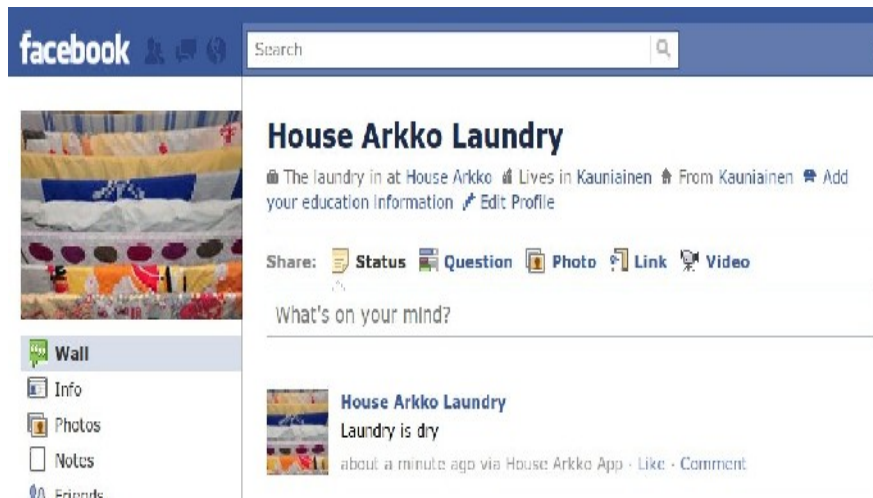 facebook
Search
House Arkko Laundry
The laundry in at House Arkko Lives in Kauniainen From Kauniainen Add
your education information Edit Profile
Share: Status Question Photo Link Video
What's on your mind?
Wall
Info
Photos
Notes
Friends
House Arkko Laundry
Laundry is dry
about a minute ago via House Arkko App · Like · Comment